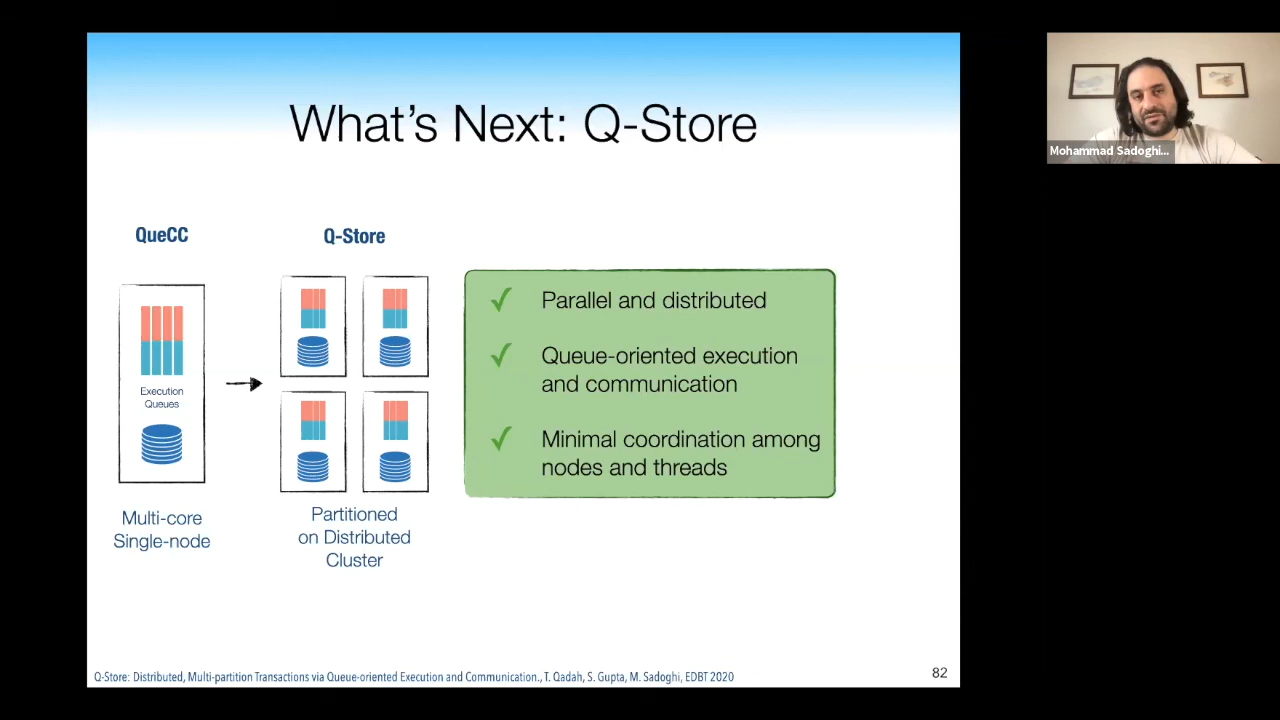 What's Next: Q-Store
QueCC
Q-Store
Execution
Queues
Multi-core
Single-node
Partitioned
on Distributed
Cluster
✓ Parallel and distributed
✓ Queue-oriented execution
and communication
✓ Minimal coordination among
nodes and threads
Q-Store: Distributed, Multi-partition Transactions via Queue-oriented Execution and Communication., T. Qadah, S. Gupta, M. Sadoghi, EDBT 2020
82
Mohammad Sadoghi...